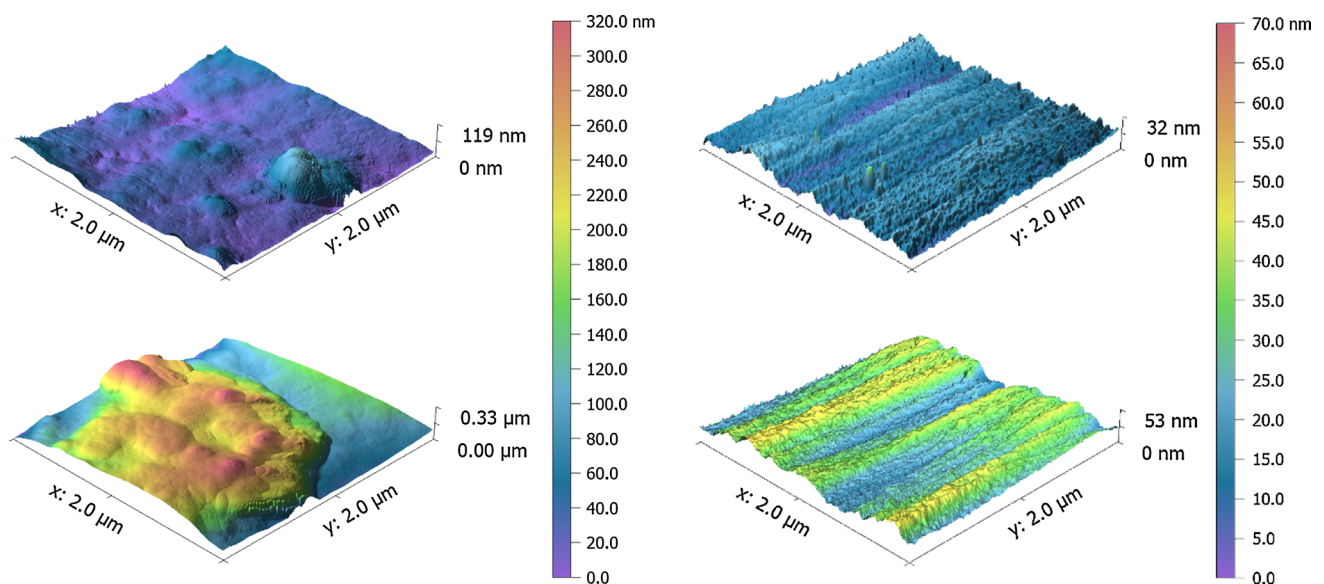 119 nm
0 nm
x: 2.0 µm
y: 2.0 µm
0.33 µm
0.00 µm
x: 2.0 µm
y: 2.0 µm
320.0 nm
300.0
280.0
260.0
240.0
220.0
200.0
180.0
160.0
140.0
120.0
100.0
80.0
60.0
40.0
20.0
0.0
32 nm
0 nm
x: 2.0 µm
y: 2.0 µm
53 nm
0 nm
x: 2.0 µm
y: 2.0 µm
70.0 nm
65.0
60.0
55.0
50.0
45.0
40.0
35.0
30.0
25.0
20.0
15.0
10.0
5.0
0.0